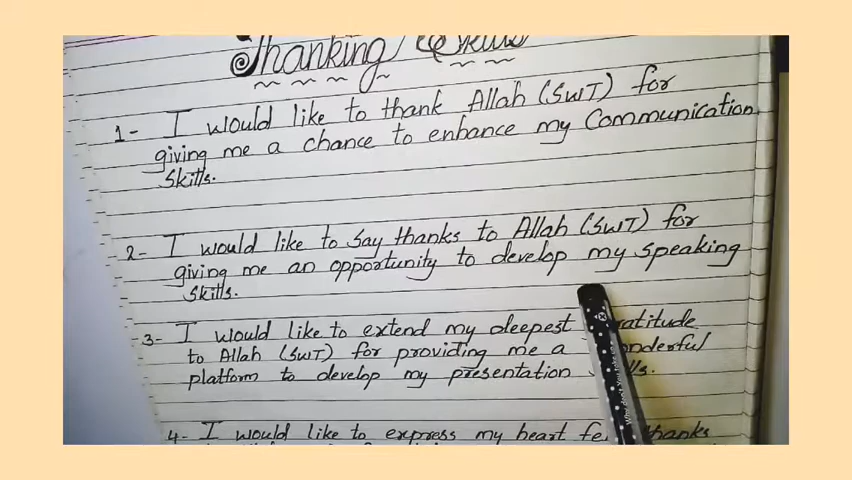 Thanking Skills
1- I would like to thank Allah (SWT) for
giving me a chance to enhance my Communication
Skills.
2- I would like to say thanks to Allah (SWT) for
giving me an opportunity to develop my speaking
Skills.
3- I would like to extend my deepest
to Allah (SWT) for providing me a
platform to develop my presentation
4- I would like to express my heart thanks